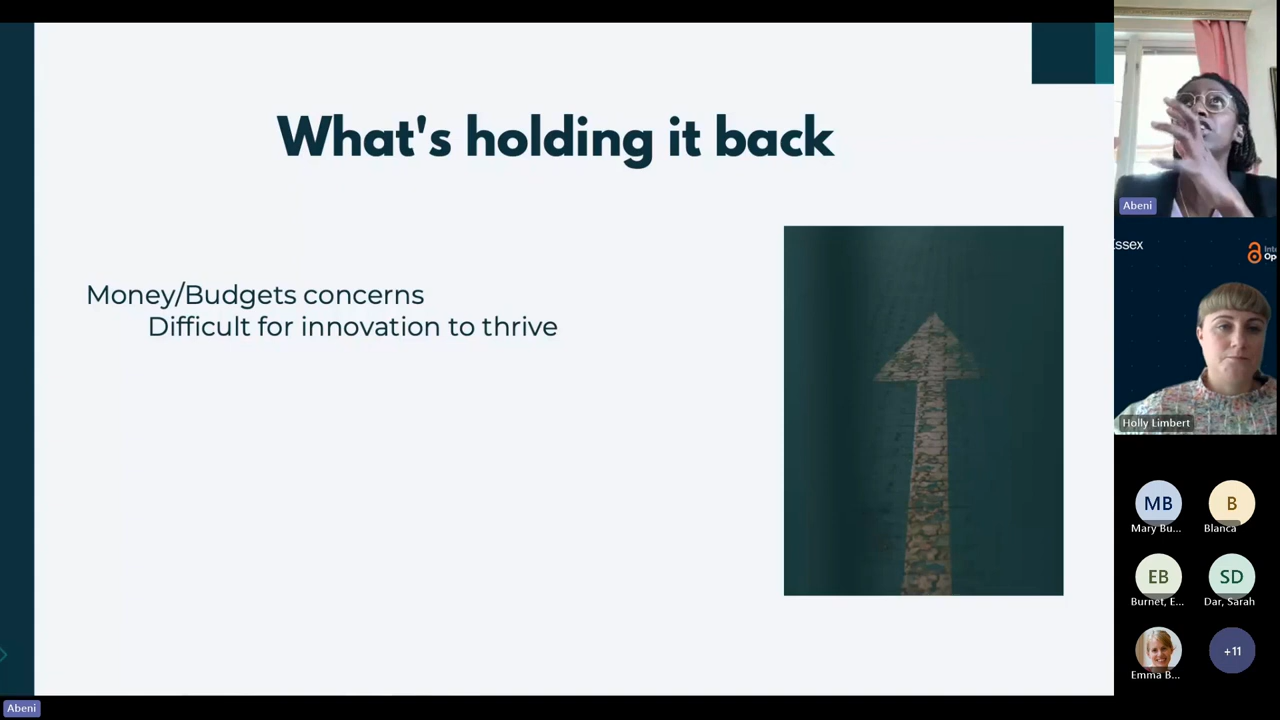 What's holding it back
Money/Budgets concerns
Difficult for innovation to thrive
Abeni
ssex
Op
Holly Limbert
MB
Mary Bu...
B
Blanca
EB
Burnet, E...
SD
Dar, Sarah
Emma B...
+11
Abeni